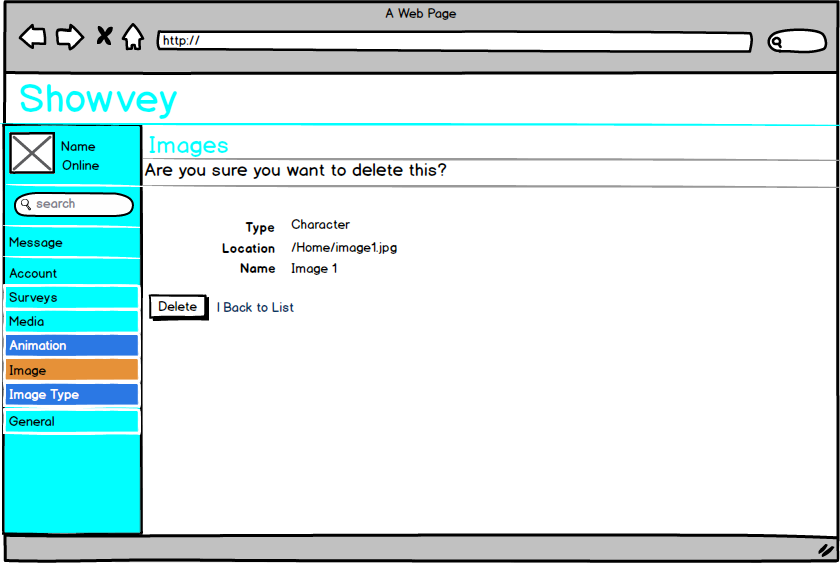 A Web Page
http://
Showvey
Name
Online
search
Message
Account
Surveys
Media
Animation
Image
Image Type
General
Images
Are you sure you want to delete this?
Type Character
Location /Home/image1.jpg
Name Image 1
Delete | Back to List